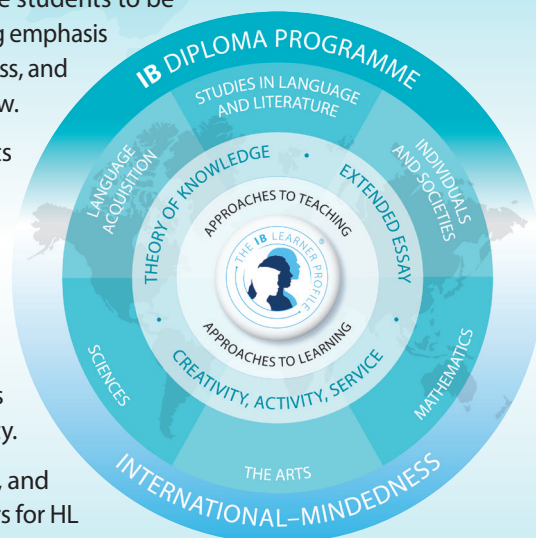 students to be
g emphasis
ss, and
w.
ts
s
ty.
, and
s for HL
IB DIPLOMA PROGRAMME
STUDIES IN LANGUAGE
AND LITERATURE
LANGUAGE
ACQUISITION
INDIVIDUALS
AND SOCIETIES
THEORY OF KNOWLEDGE
EXTENDED ESSAY
APPROACHES TO TEACHING
THE IB LEARNER PROFILE
®
APPROACHES TO LEARNING
CREATIVITY, ACTIVITY, SERVICE
SCIENCES
MATHEMATICS
THE ARTS
INTERNATIONAL–MINDEDNESS